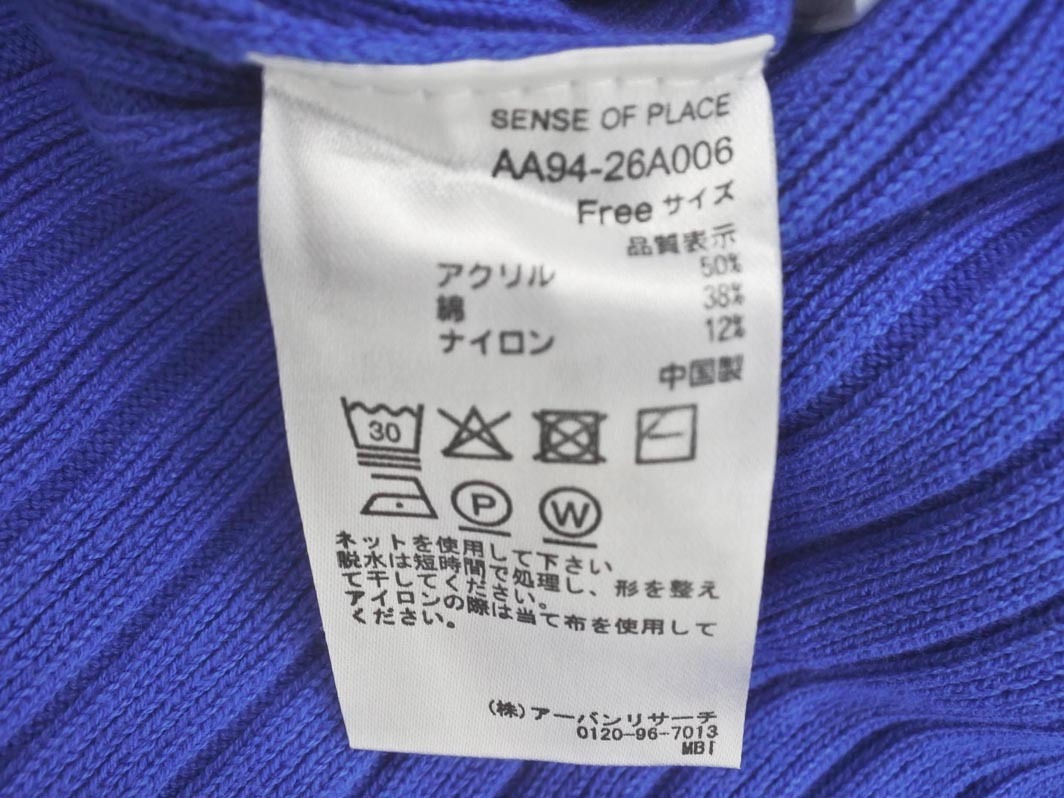 SENSE OF PLACE
AA94-26A006
Free サイズ
品質表示
アクリル 50%
綿 38%
ナイロン 12%
中国製
30
P W
ネットを使用して下さい
脱水は短時間で処理し、形を整え
て干してください。
アイロンの際は当て布を使用して
ください。
(株)アーバンリサーチ
0120-96-7013
MBI